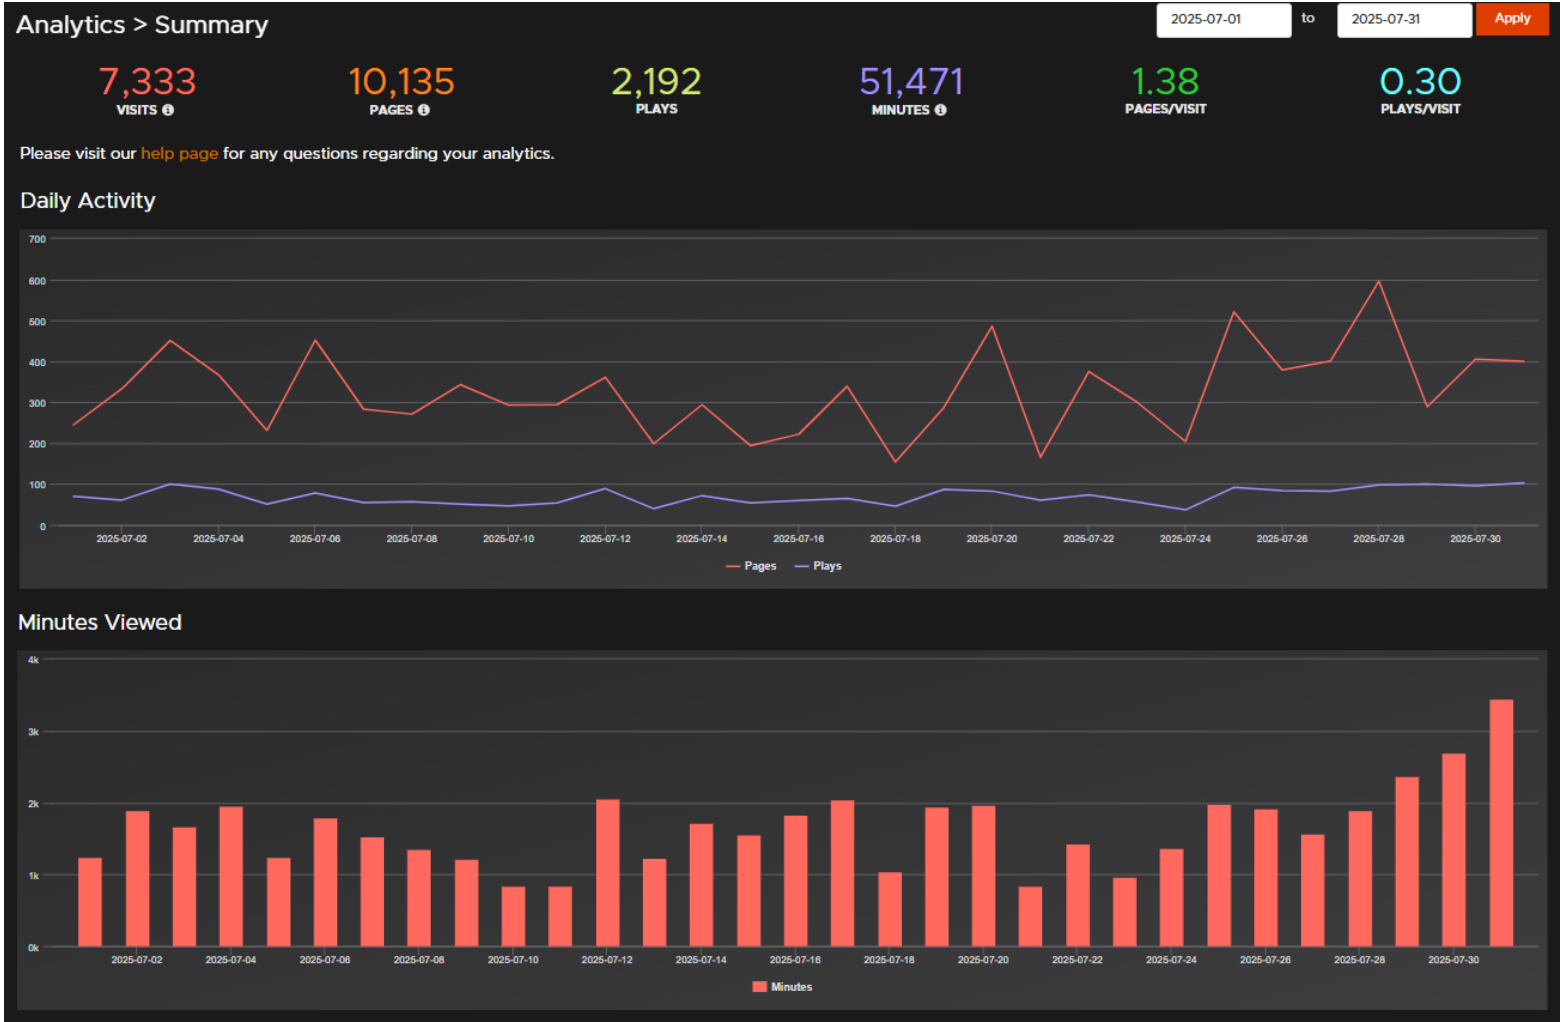 Analytics > Summary
2025-07-01 to 2025-07-31 Apply
7,333 10,135 2,192 51,471 1.38 0.30
VISITS PAGES PLAYS MINUTES PAGES/VISIT PLAYS/VISIT
Please visit our help page for any questions regarding your analytics.
Daily Activity
700
600
500
400
300
200
100
0
2025-07-02 2025-07-04 2025-07-06 2025-07-08 2025-07-10 2025-07-12 2025-07-14 2025-07-16 2025-07-18 2025-07-20 2025-07-22 2025-07-24 2025-07-26 2025-07-28 2025-07-30
Pages Plays
Minutes Viewed
4k
3k
2k
1k
0k
2025-07-02 2025-07-04 2025-07-06 2025-07-08 2025-07-10 2025-07-12 2025-07-14 2025-07-16 2025-07-18 2025-07-20 2025-07-22 2025-07-24 2025-07-26 2025-07-28 2025-07-30
Minutes